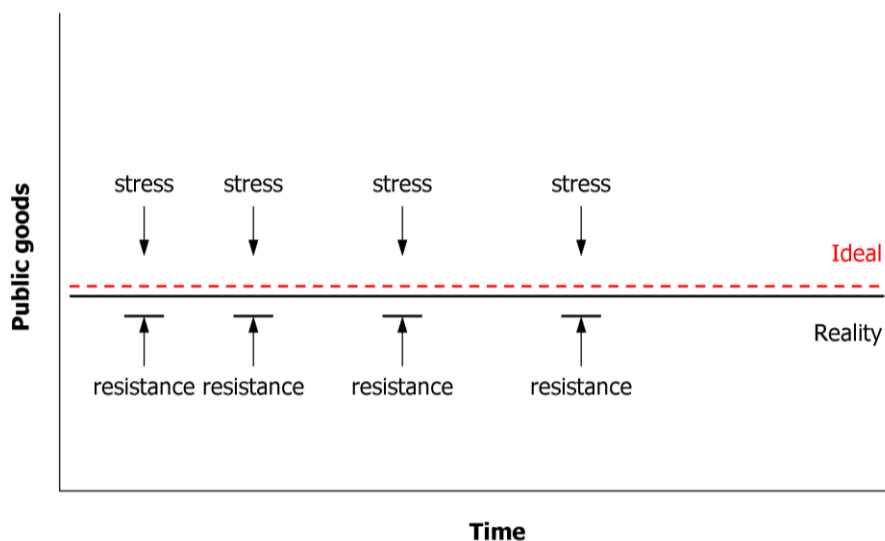 stress stress stress stress
Public goods
Ideal
Reality
resistance resistance resistance resistance
Time